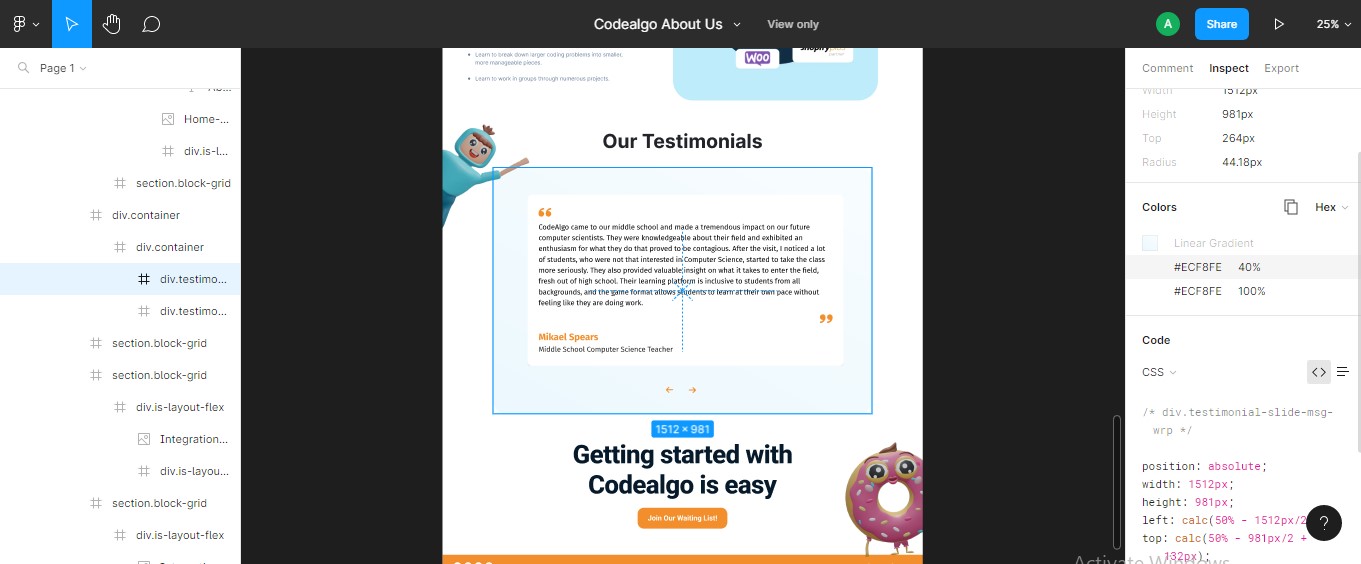 Codealgo About Us
View only
A
Share
25%
Page 1
Home-...
div.is-l...
section.block-grid
div.container
div.container
div.testimo...
div.testimo...
section.block-grid
section.block-grid
div.is-layout-flex
Integration...
div.is-layou...
section.block-grid
div.is-layout-flex
Learn to break down larger coding problems into smaller,
more manageable pieces.
Learn to work in groups through numerous projects.
WOO
Our Testimonials
CodeAlgo came to our middle school and made a tremendous impact on our future
computer scientists. They were knowledgeable about their field and exhibited an
enthusiasm for what they do that proved to be contagious. After the visit, I noticed a lot
of students, who were not that interested in Computer Science, started to take the class
more seriously. They also provided valuable insight on what it takes to enter the field,
fresh out of high school. Their learning platform is inclusive to students from all
backgrounds, and the game format allows students to learn at their own pace without
feeling like they are doing work.
Mikael Spears
Middle School Computer Science Teacher
1512 × 981
Getting started with
Codealgo is easy
Join Our Waiting List!
Comment Inspect Export
Width 1512px
Height 981px
Top 264px
Radius 44.18px
Colors
Hex
Linear Gradient
#ECF8FE 40%
#ECF8FE 100%
Code
CSS
/* div.testimonial-slide-msg-
wrp */
position: absolute;
width: 1512px;
height: 981px;
left: calc(50% - 1512px/2
top: calc(50% - 981px/2 +
132px);
?
Activate Windows